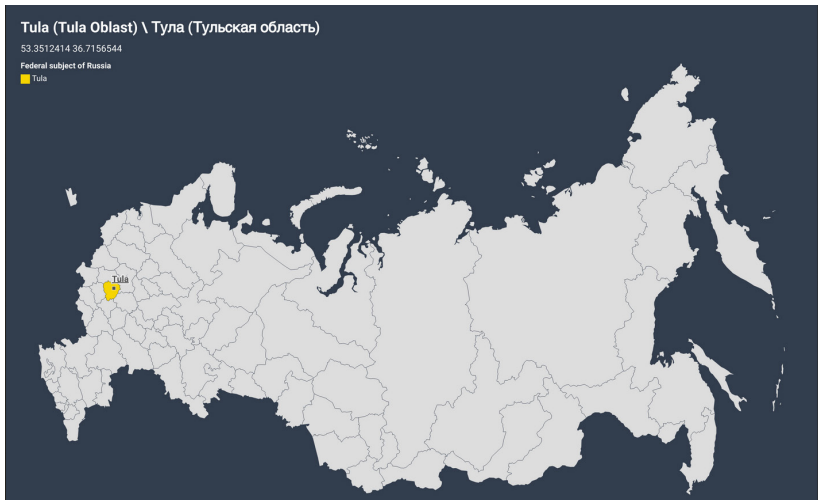 Tula (Tula Oblast) \ Тула (Тульская область)
53.3512414 36.7156544
Federal subject of Russia
Tula
Tula